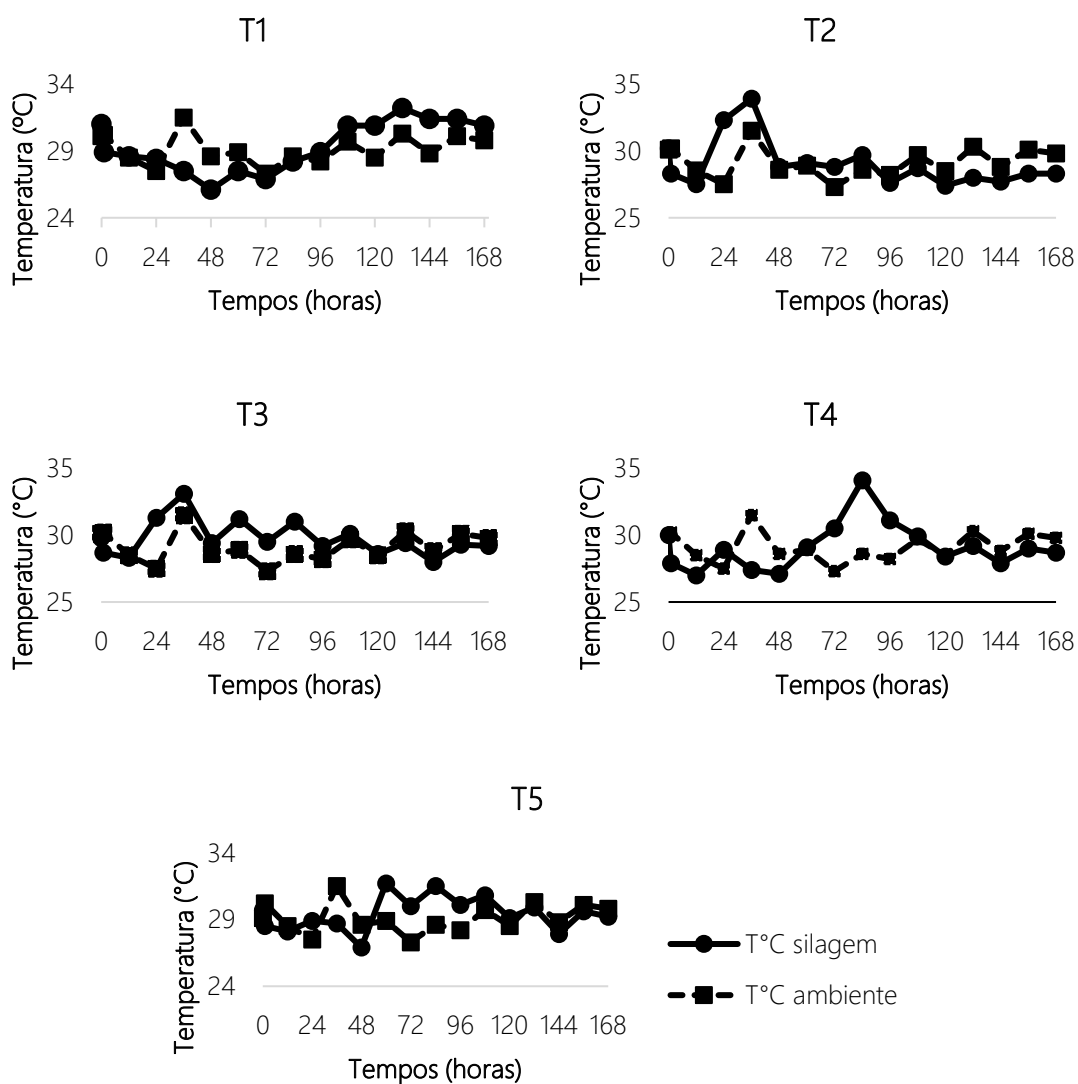 T1
Temperatura (ºC)
34
29
24
0 24 48 72 96 120 144 168
Tempos (horas)
T2
Temperatura (°C)
35
30
25
0 24 48 72 96 120 144 168
Tempos (horas)
T3
Temperatura (°C)
35
30
25
0 24 48 72 96 120 144 168
Tempos (horas)
T4
Temperatura (°C)
35
30
25
0 24 48 72 96 120 144 168
Tempos (horas)
T5
Temperatura (°C)
34
29
24
0 24 48 72 96 120 144 168
Tempos (horas)
T°C silagem
T°C ambiente